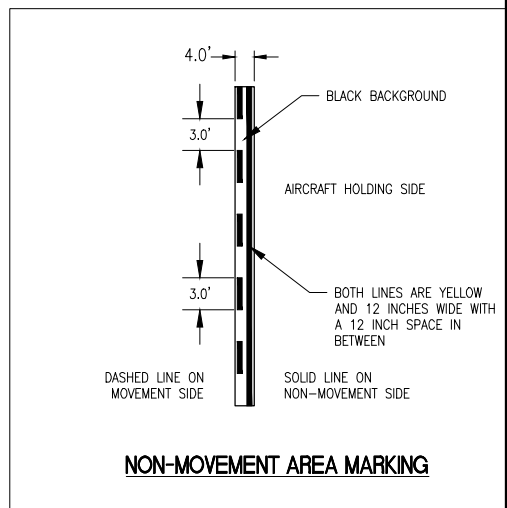 4.0'
BLACK BACKGROUND
3.0'
AIRCRAFT HOLDING SIDE
3.0'
BOTH LINES ARE YELLOW
AND 12 INCHES WIDE WITH
A 12 INCH SPACE IN
BETWEEN
DASHED LINE ON
MOVEMENT SIDE
SOLID LINE ON
NON-MOVEMENT SIDE
NON-MOVEMENT AREA MARKING